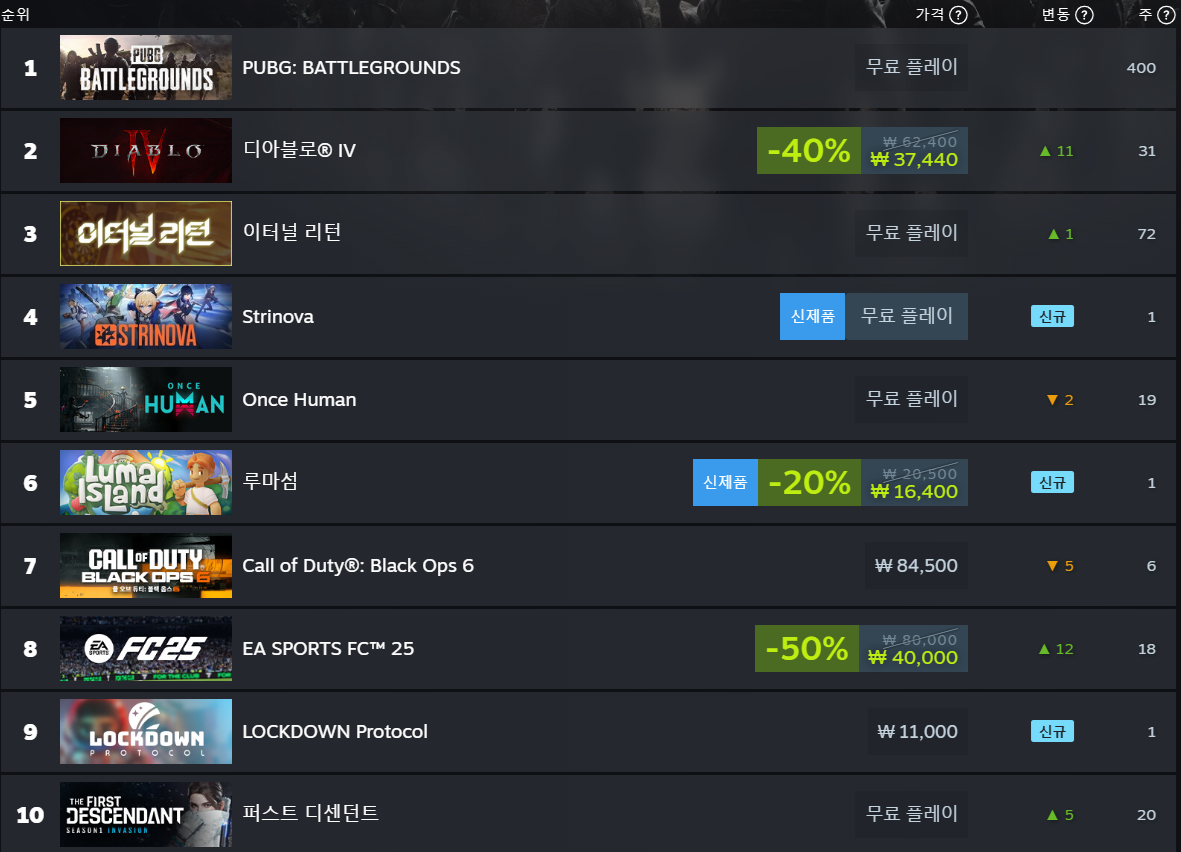 순위 가격 ? 변동 ? 주 ?
1 PUBG BATTLEGROUNDS PUBG: BATTLEGROUNDS 무료 플레이 400
2 DIABLO IV 디아블로® IV -40% ₩ 62,400 ₩ 37,440 ▲ 11 31
3 이터널 리턴 이터널 리턴 무료 플레이 ▲ 1 72
4 STRINOVA Strinova 신제품 무료 플레이 신규 1
5 ONCE HUMAN Once Human 무료 플레이 ▼ 2 19
6 Luma Island 루마섬 신제품 -20% ₩ 20,500 ₩ 16,400 신규 1
7 CALL OF DUTY BLACK OPS 6 콜 오브 듀티: 블랙 옵스 6 Call of Duty®: Black Ops 6 ₩ 84,500 ▼ 5 6
8 EA SPORTS FC25 FOR THE CLUB EA SPORTS FC™ 25 -50% ₩ 80,000 ₩ 40,000 ▲ 12 18
9 LOCKDOWN PROTOCOL LOCKDOWN Protocol ₩ 11,000 신규 1
10 THE FIRST DESCENDANT SEASON1 INVASION 퍼스트 디센던트 무료 플레이 ▲ 5 20